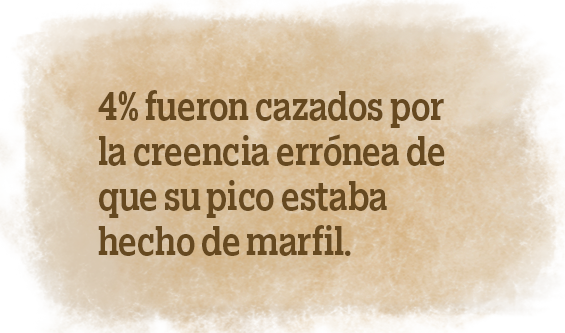 4% fueron cazados por
la creencia errónea de
que su pico estaba
hecho de marfil.